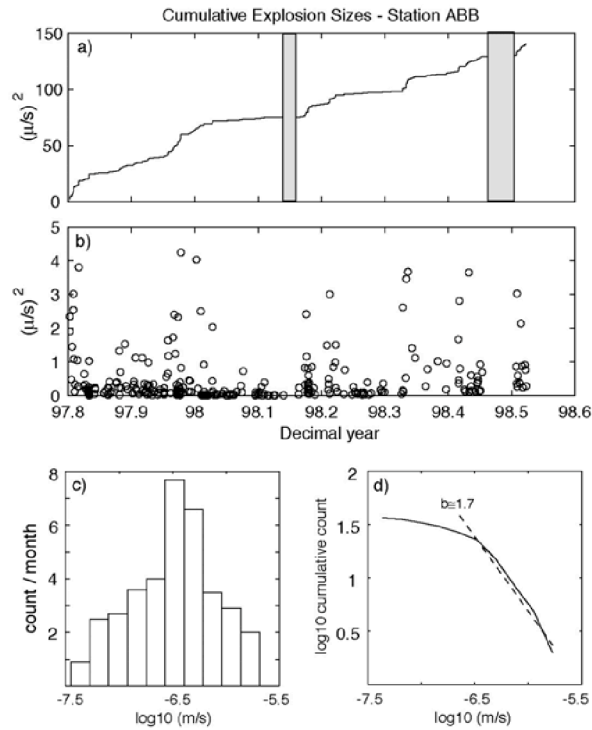 Cumulative Explosion Sizes - Station ABB
150
a)
100
(μ/s) 2
50
0
b)
5
4
(μ/s) 2
3
2
1
0
97.8 97.9 98 98.1 98.2 98.3 98.4 98.5 98.6
Decimal year
8
c)
6
count / month
4
2
-7.5 -6.5 -5.5
log10 (m/s)
2
d)
b≅1.7
1.5
log10 cumulative count
1
0.5
-7.5 -6.5 -5.5
log10 (m/s)